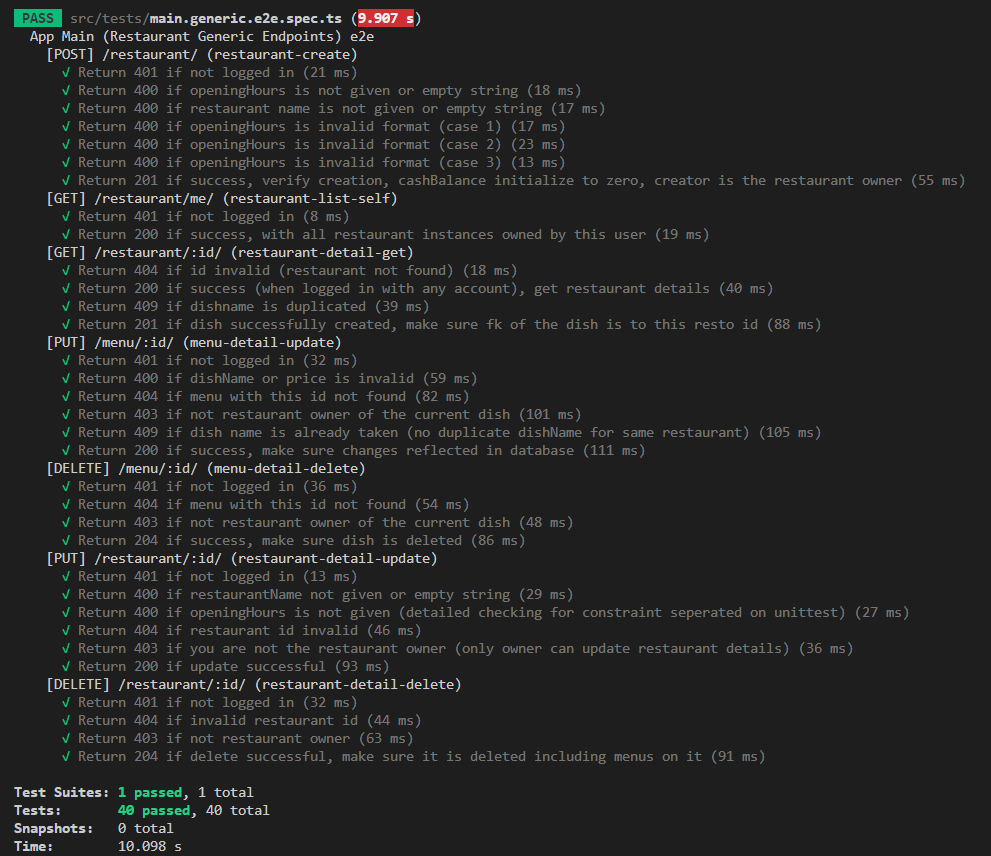 PASS src/tests/main.generic.e2e.spec.ts (9.907 s)
App Main (Restaurant Generic Endpoints) e2e
[POST] /restaurant/ (restaurant-create)
√ Return 401 if not logged in (21 ms)
√ Return 400 if openingHours is not given or empty string (18 ms)
√ Return 400 if restaurant name is not given or empty string (17 ms)
√ Return 400 if openingHours is invalid format (case 1) (17 ms)
√ Return 400 if openingHours is invalid format (case 2) (23 ms)
√ Return 400 if openingHours is invalid format (case 3) (13 ms)
√ Return 201 if success, verify creation, cashBalance initialize to zero, creator is the restaurant owner (55 ms)
[GET] /restaurant/me/ (restaurant-list-self)
√ Return 401 if not logged in (8 ms)
√ Return 200 if success, with all restaurant instances owned by this user (19 ms)
[GET] /restaurant/:id/ (restaurant-detail-get)
√ Return 404 if id invalid (restaurant not found) (18 ms)
√ Return 200 if success (when logged in with any account), get restaurant details (40 ms)
√ Return 409 if dishname is duplicated (39 ms)
√ Return 201 if dish successfully created, make sure fk of the dish is to this resto id (88 ms)
[PUT] /menu/:id/ (menu-detail-update)
√ Return 401 if not logged in (32 ms)
√ Return 400 if dishName or price is invalid (59 ms)
√ Return 404 if menu with this id not found (82 ms)
√ Return 403 if not restaurant owner of the current dish (101 ms)
√ Return 409 if dish name is already taken (no duplicate dishName for same restaurant) (105 ms)
√ Return 200 if success, make sure changes reflected in database (111 ms)
[DELETE] /menu/:id/ (menu-detail-delete)
√ Return 401 if not logged in (36 ms)
√ Return 404 if menu with this id not found (54 ms)
√ Return 403 if not restaurant owner of the current dish (48 ms)
√ Return 204 if success, make sure dish is deleted (86 ms)
[PUT] /restaurant/:id/ (restaurant-detail-update)
√ Return 401 if not logged in (13 ms)
√ Return 400 if restaurantName not given or empty string (29 ms)
√ Return 400 if openingHours is not given (detailed checking for constraint seperated on unittest) (27 ms)
√ Return 404 if restaurant id invalid (46 ms)
√ Return 403 if you are not the restaurant owner (only owner can update restaurant details) (36 ms)
√ Return 200 if update successful (93 ms)
[DELETE] /restaurant/:id/ (restaurant-detail-delete)
√ Return 401 if not logged in (32 ms)
√ Return 404 if invalid restaurant id (44 ms)
√ Return 403 if not restaurant owner (63 ms)
√ Return 204 if delete successful, make sure it is deleted including menus on it (91 ms)
Test Suites: 1 passed, 1 total
Tests: 40 passed, 40 total
Snapshots: 0 total
Time: 10.098 s